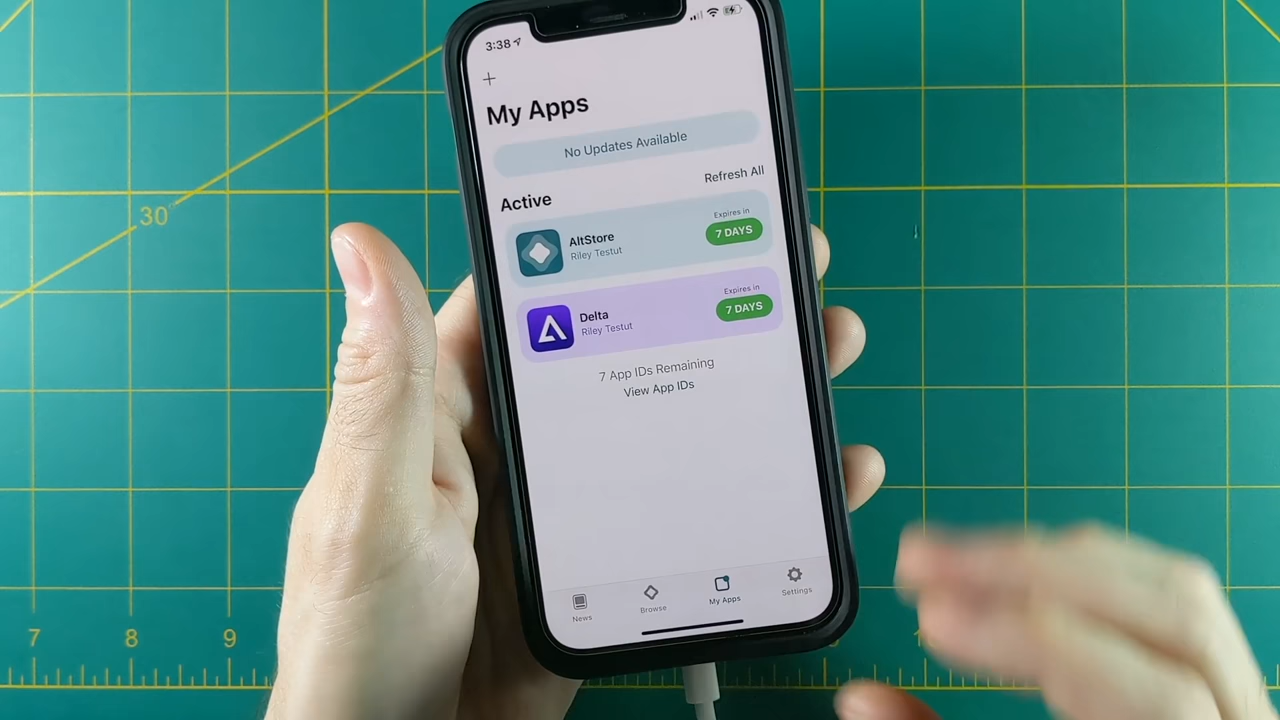 3:38
My Apps
No Updates Available
Active
Refresh All
AltStore
Riley Testut
Expires in
7 DAYS
Delta
Riley Testut
Expires in
7 DAYS
7 App IDs Remaining
View App IDs
News
Browse
My Apps
Settings
30
7
8
9